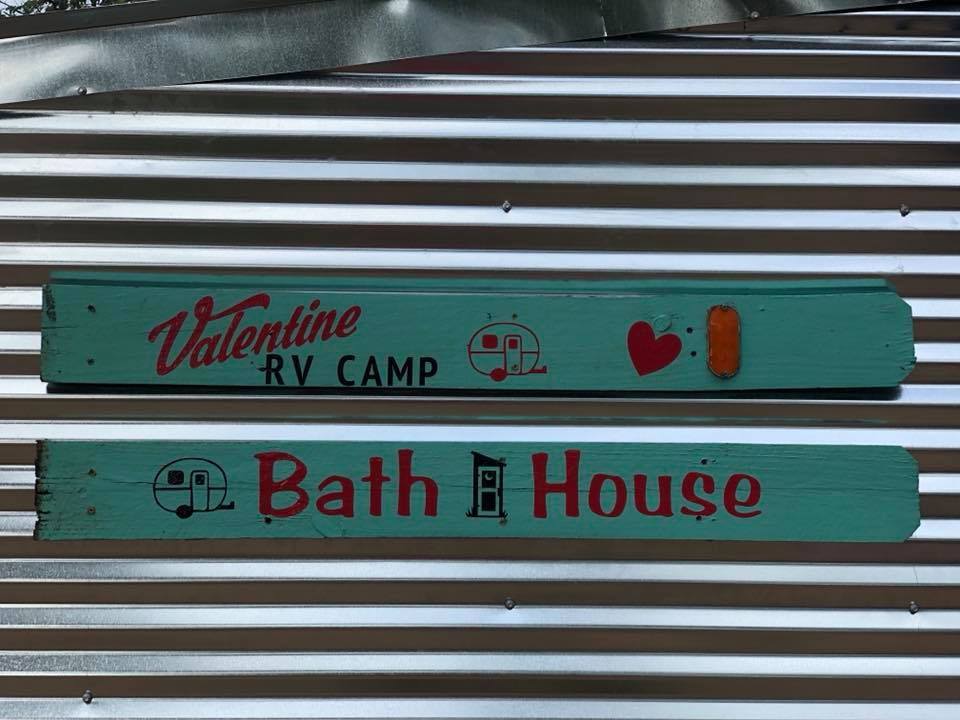 Valentine
RV CAMP
Bath House